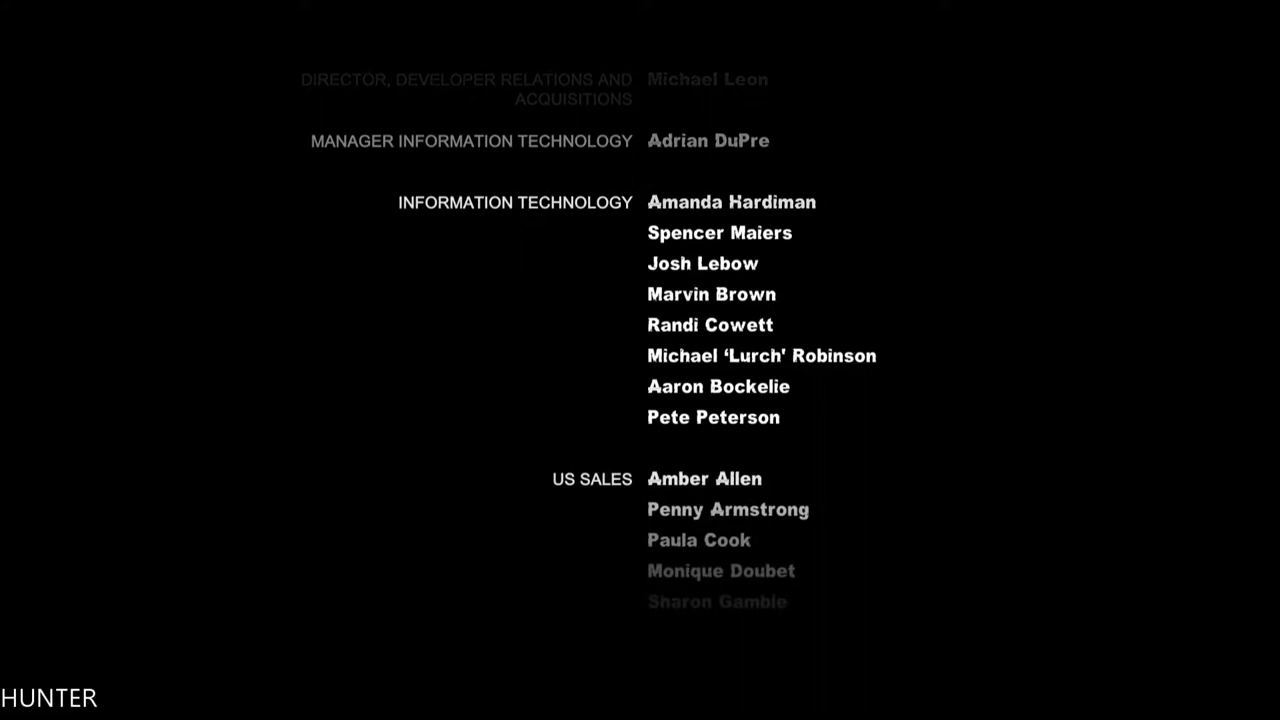 DIRECTOR, DEVELOPER RELATIONS AND Michael Leon
ACQUISITIONS
MANAGER INFORMATION TECHNOLOGY Adrian DuPre
INFORMATION TECHNOLOGY Amanda Hardiman
Spencer Maiers
Josh Lebow
Marvin Brown
Randi Cowett
Michael ‘Lurch' Robinson
Aaron Bockelie
Pete Peterson
US SALES Amber Allen
Penny Armstrong
Paula Cook
Monique Doubet
Sharon Gamble
HUNTER